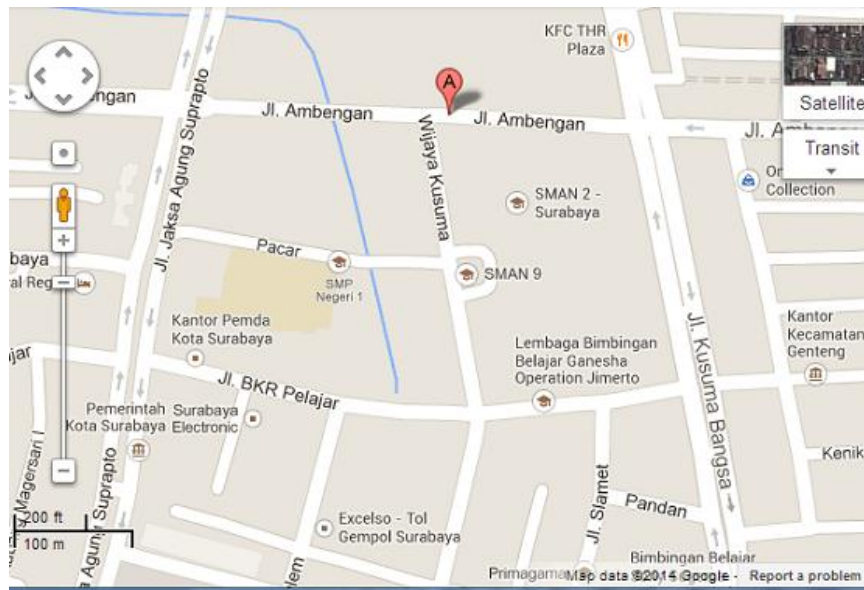 KFC THR
Plaza
A
Jl. Ambengan
Jl. Ambengan
Satellite
Transit
Jl. Jaksa Agung Suprapto
Wijaya Kusuma
SMAN 2 -
Surabaya
Collection
Pacar
SMP
Negeri 1
SMAN 9
Kantor Pemda
Kota Surabaya
Lembaga Bimbingan
Belajar Ganesha
Operation Jimerto
Jl. Kusuma Bangsa
Kantor
Kecamatan
Genteng
Jl. BKR Pelajar
Pemerintah
Kota Surabaya
Surabaya
Electronic
Magersari I
Kenik
Jl. Slamet
Pandan
200 ft
100 m
Agung Suprapto
Excelso - Tol
Gempol Surabaya
Primagama
Bimbingan Belajar
Map data ©2014 Google -
Report a problem